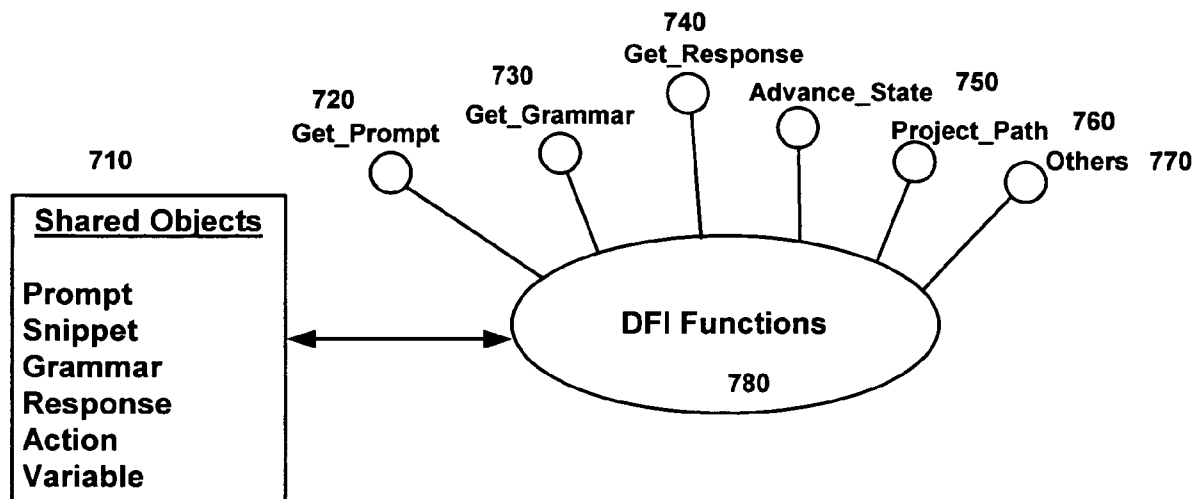 740
Get_Response
730
Get_Grammar
750
Advance_State
720
Get_Prompt
760
Project_Path
Others 770
710
Shared Objects
Prompt
Snippet
Grammar
Response
Action
Variable
DFI Functions
780